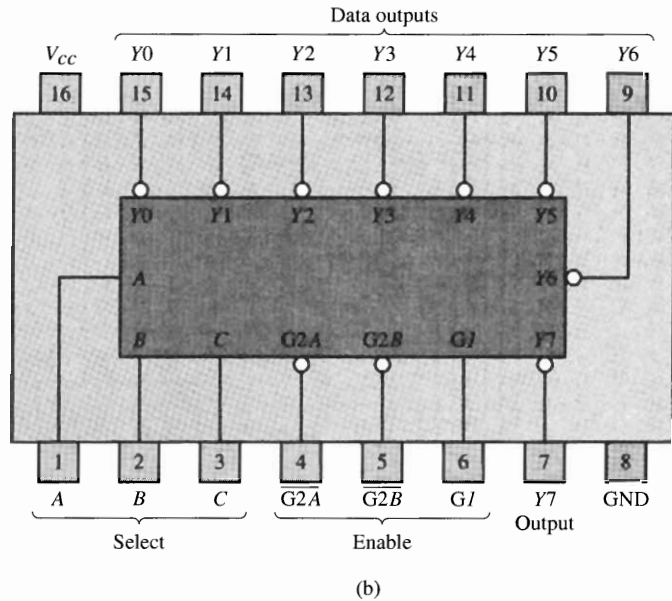 Data outputs
Vcc Y0 Y1 Y2 Y3 Y4 Y5 Y6
16 15 14 13 12 11 10 9
Y0 Y1 Y2 Y3 Y4 Y5
A Y6
B C G2A G2B G1 Y7
1 2 3 4 5 6 7 8
A B C G2A G2B G1 Y7 GND
Output
Select Enable
(b)